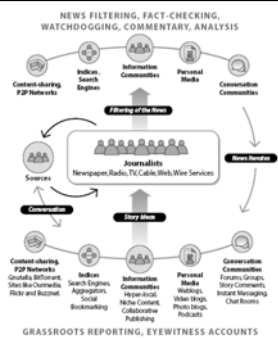 NEWS FILTERING, FACT-CHECKING,
WATCHDOGGING, COMMENTARY, ANALYSIS
Content-sharing,
P2P Networks
Indices,
Search
Engines
Information
Communities
Personal
Media
Conversation
Communities
Filtering of the News
Journalists
Newspaper, Radio, TV, Cable, Web, Wire Services
Sources
News Iterates
Conversation
Story Ideas
Content-sharing,
P2P Networks
Gnutella, BitTorrent,
Sites like Ourmedia,
Flickr and Buzznet.
Indices
Search Engines,
Aggregators,
Social
Bookmarking
Information
Communities
Hyper-local,
Niche Content,
Collaborative
Publishing
Personal
Media
Weblogs,
Video blogs,
Photo blogs,
Podcasts
Conversation
Communities
Forums, Groups,
Story Comments,
Instant Messaging,
Chat Rooms
GRASSROOTS REPORTING, EYEWITNESS ACCOUNTS